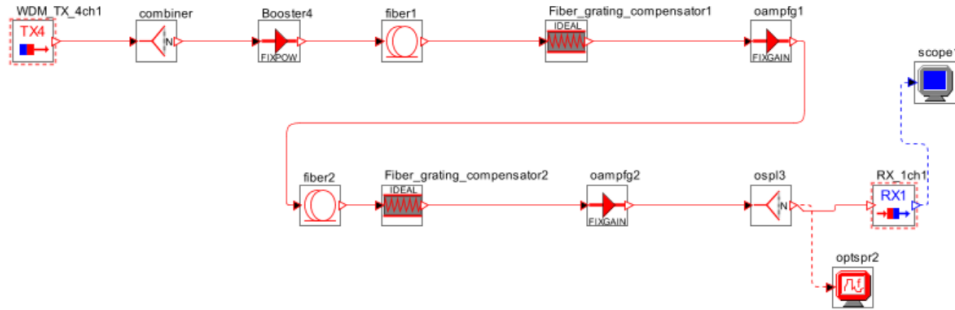 WDM_TX_4ch1
combiner
Booster4
fiber1
Fiber_grating_compensator1
oampfg1
TX4
N
FIXPOW
IDEAL
FIXGAIN
scope1
fiber2
Fiber_grating_compensator2
oampfg2
ospl3
RX_1ch1
IDEAL
FIXGAIN
N
RX1
optspr2